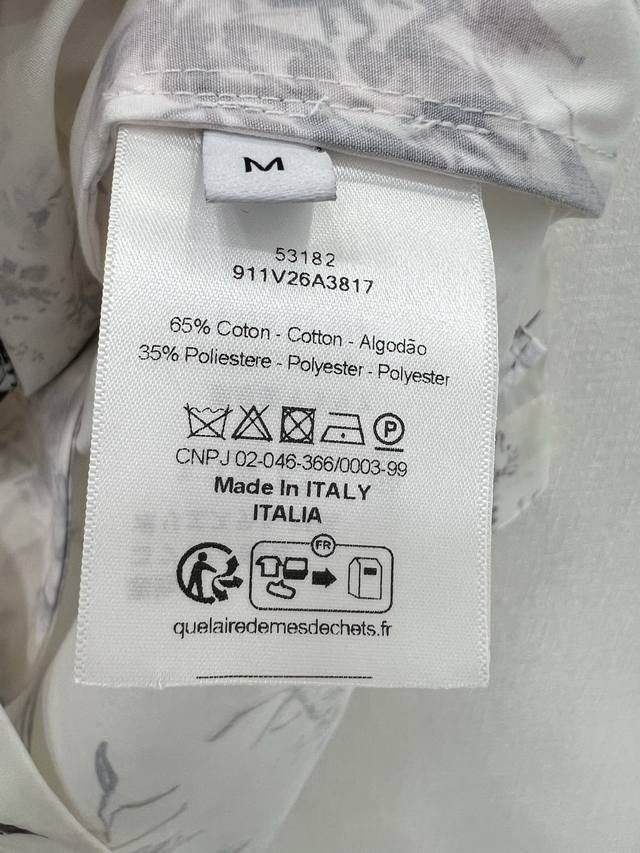 M
53182
911V26A3817
65% Coton - Cotton - Algodão
35% Poliestere - Polyester - Polyester
P
CNPJ 02-046-366/0003-99
Made In ITALY
ITALIA
FR
quelairedemesdechets.fr